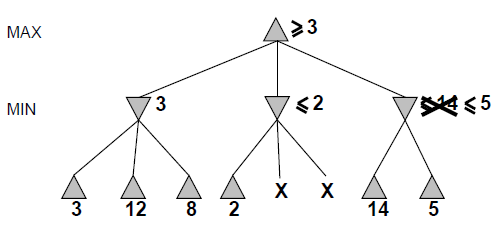 MAX ⩾ 3
MIN 3 ⩽ 2 ⩽ 14 ⩽ 5
3 12 8 2 X X 14 5